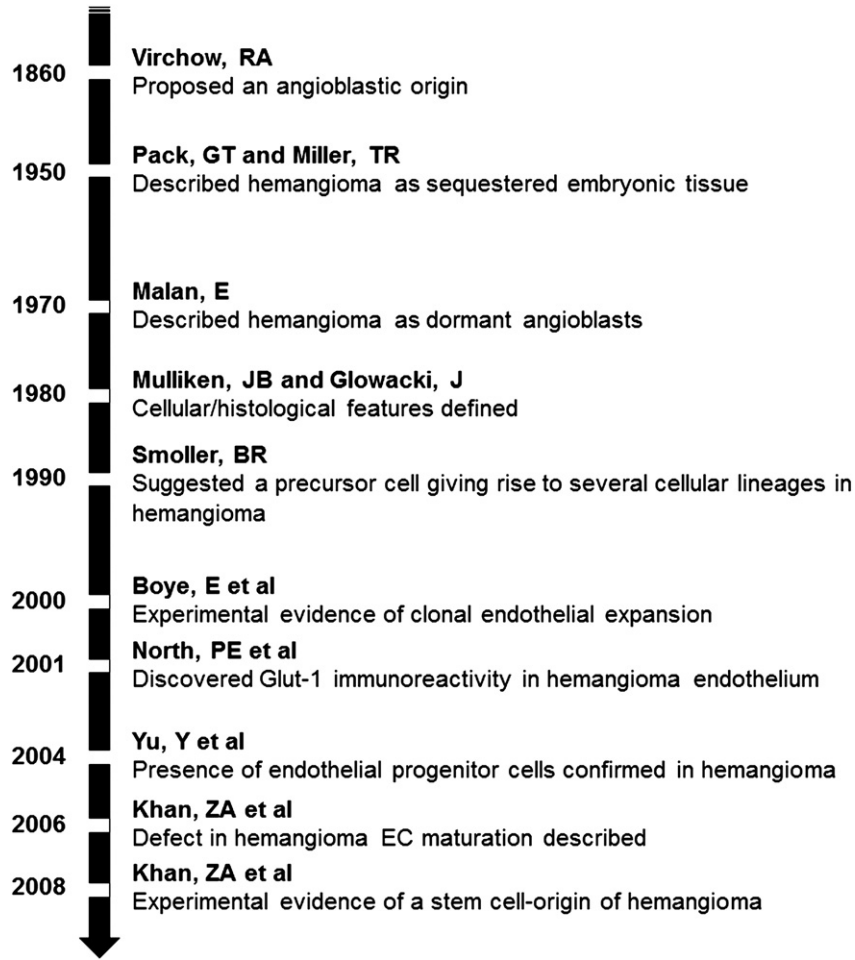 1860
Virchow, RA
Proposed an angioblastic origin
1950
Pack, GT and Miller, TR
Described hemangioma as sequestered embryonic tissue
1970
Malan, E
Described hemangioma as dormant angioblasts
1980
Mulliken, JB and Glowacki, J
Cellular/histological features defined
1990
Smoller, BR
Suggested a precursor cell giving rise to several cellular lineages in
hemangioma
2000
Boye, E et al
Experimental evidence of clonal endothelial expansion
2001
North, PE et al
Discovered Glut-1 immunoreactivity in hemangioma endothelium
2004
Yu, Y et al
Presence of endothelial progenitor cells confirmed in hemangioma
2006
Khan, ZA et al
Defect in hemangioma EC maturation described
2008
Khan, ZA et al
Experimental evidence of a stem cell-origin of hemangioma